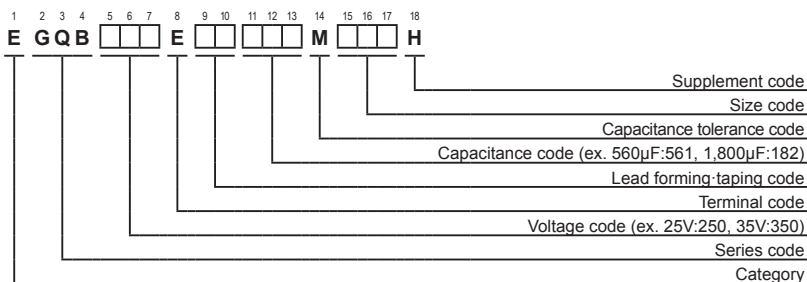 1 2 3 4 5 6 7 8 9 10 11 12 13 14 15 16 17 18
E GQB □□□ E □□ □□□ M □□□ H
Supplement code
Size code
Capacitance tolerance code
Capacitance code (ex. 560µF:561, 1,800µF:182)
Lead forming·taping code
Terminal code
Voltage code (ex. 25V:250, 35V:350)
Series code
Category